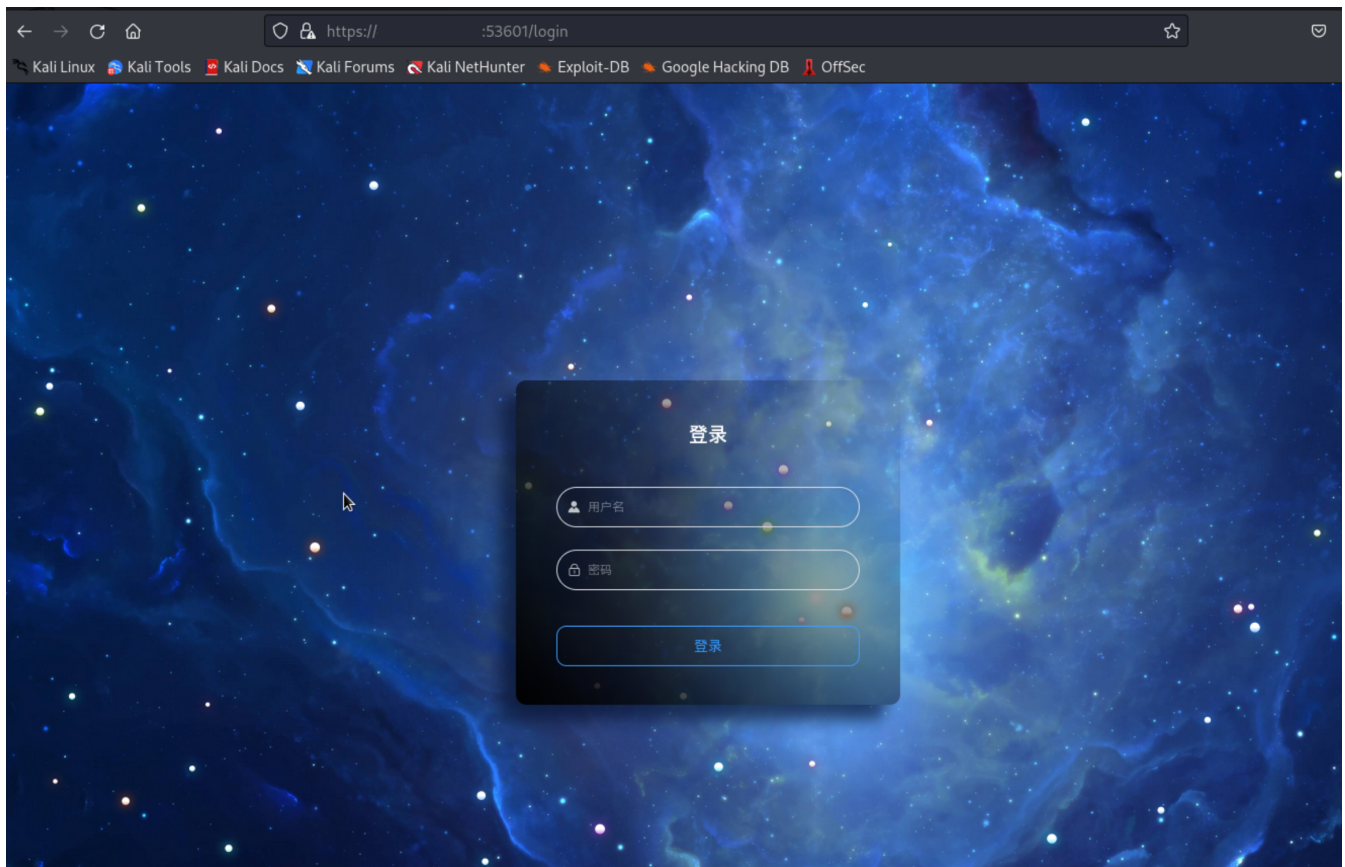 https:// :53601/login
Kali Linux Kali Tools Kali Docs Kali Forums Kali NetHunter Exploit-DB Google Hacking DB OffSec
登录
用户名
密码
登录